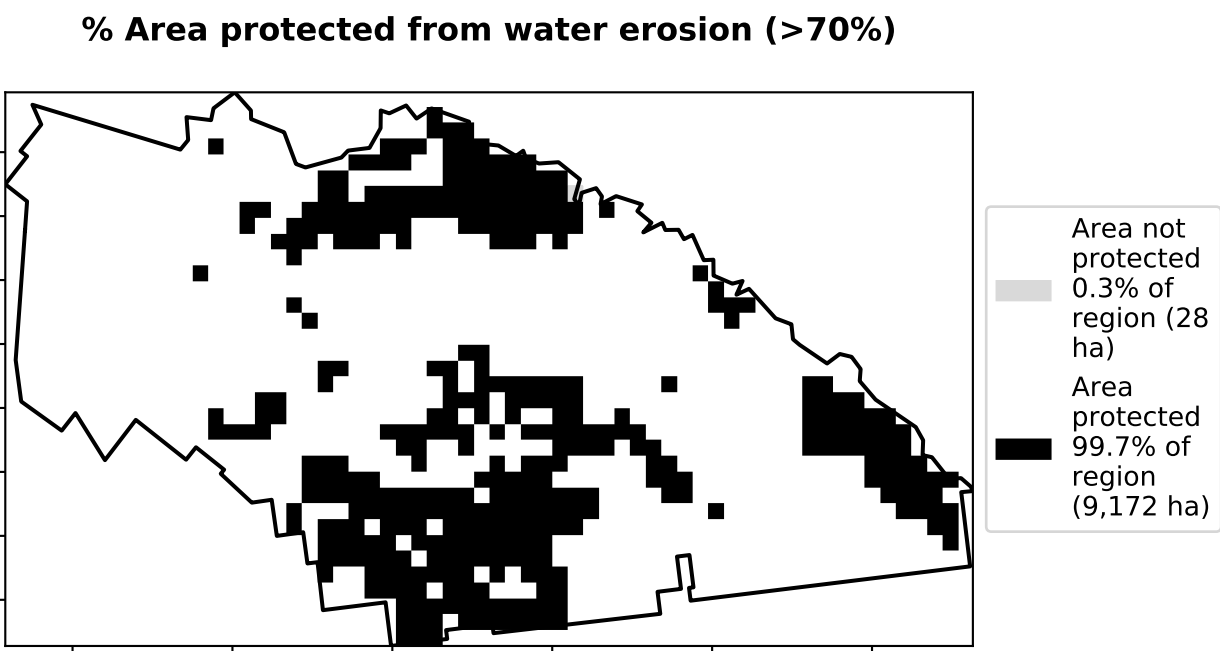 % Area protected from water erosion (>70%)
Area not
protected
0.3% of
region (28
ha)
Area
protected
99.7% of
region
(9,172 ha)